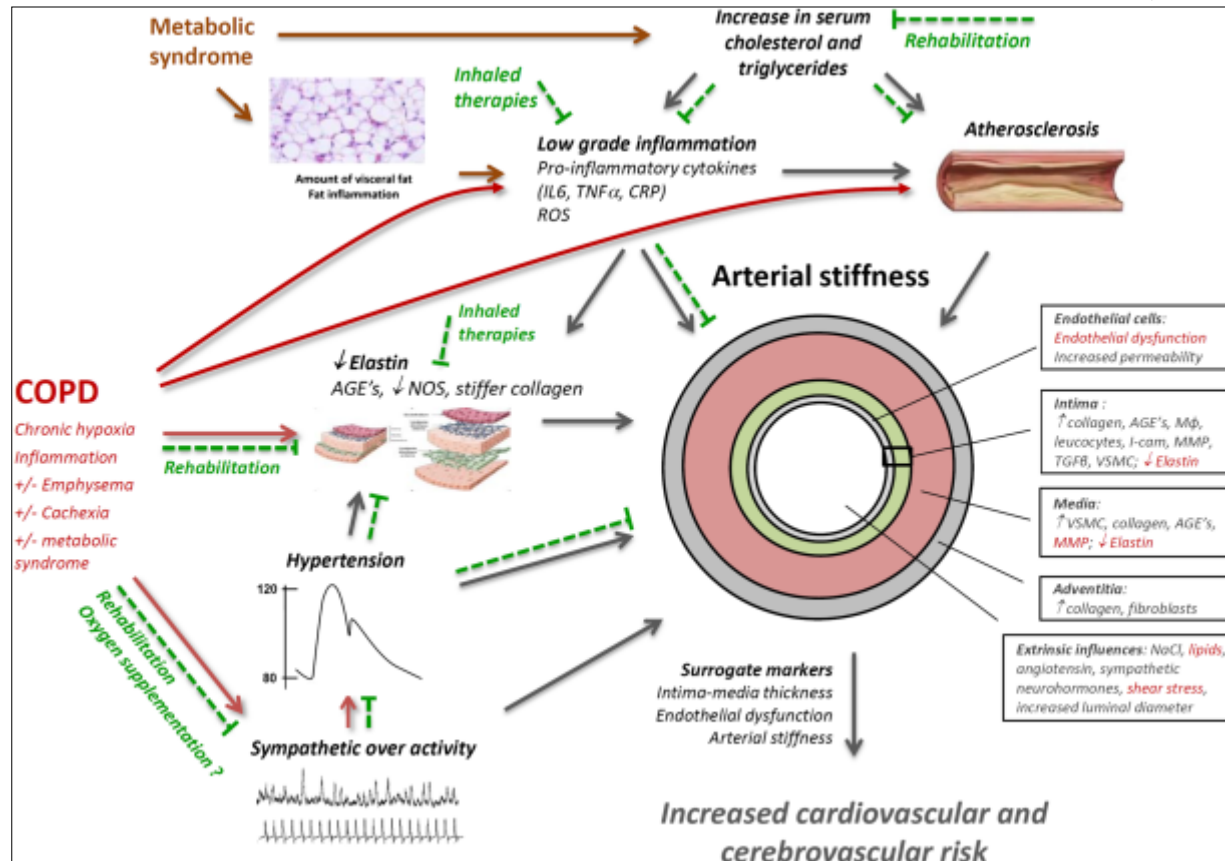 Metabolic
syndrome
Increase in serum
cholesterol and
triglycerides
Rehabilitation
Inhaled
therapies
Amount of visceral fat
Fat inflammation
Low grade inflammation
Pro-inflammatory cytokines
(IL6, TNFα, CRP)
ROS
Atherosclerosis
Arterial stiffness
Inhaled
therapies
↓ Elastin
AGE's, ↓ NOS, stiffer collagen
COPD
Chronic hypoxia
Inflammation
+/- Emphysema
+/- Cachexia
+/- metabolic
syndrome
Rehabilitation
Rehabilitation
Oxygen supplementation ?
Hypertension
120
80
Sympathetic over activity
Endothelial cells:
Endothelial dysfunction
Increased permeability
Intima :
↑collagen, AGE's, Mϕ,
leucocytes, I-cam, MMP,
TGFβ, VSMC; ↓ Elastin
Media:
↑ VSMC, collagen, AGE's,
MMP; ↓ Elastin
Adventitia:
↑ collagen, fibroblasts
Extrinsic influences: NaCl, lipids,
angiotensin, sympathetic
neurohormones, shear stress,
increased luminal diameter
Surrogate markers
Intima-media thickness
Endothelial dysfunction
Arterial stiffness
Increased cardiovascular and
cerebrovascular risk